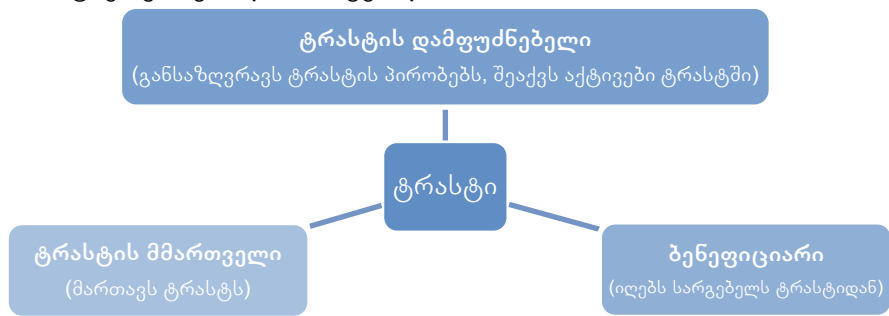 ტრასტის დამფუძნებელი
(განსაზღვრავს ტრასტის პირობებს, შეაქვს აქტივები ტრასტში)
ტრასტი
ტრასტის მმართველი
(მართავს ტრასტს)
ბენეფიციარი
(იღებს სარგებელს ტრასტიდან)